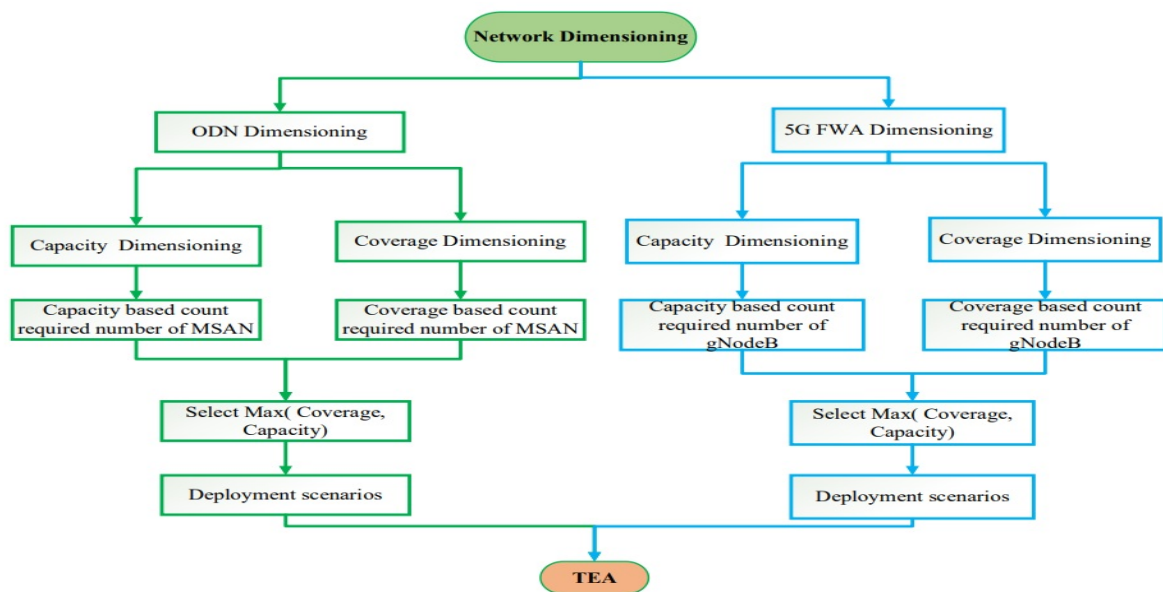 Network Dimensioning
ODN Dimensioning
5G FWA Dimensioning
Capacity Dimensioning
Coverage Dimensioning
Capacity Dimensioning
Coverage Dimensioning
Capacity based count
required number of MSAN
Coverage based count
required number of MSAN
Capacity based count
required number of
gNodeB
Coverage based count
required number of
gNodeB
Select Max( Coverage,
Capacity)
Select Max( Coverage,
Capacity)
Deployment scenarios
Deployment scenarios
TEA